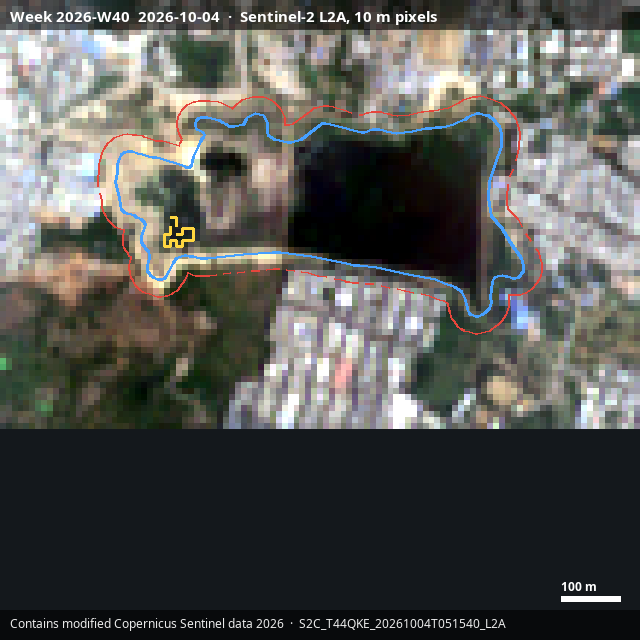 Week 2026-W40  2026-10-04  ·  Sentinel-2 L2A, 10 m pixels
100 m
Contains modified Copernicus Sentinel data 2026  ·  S2C_T44QKE_20261004T051540_L2A